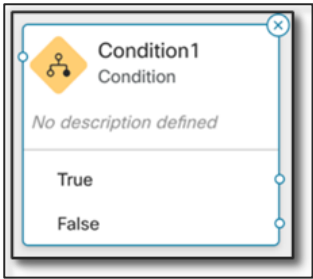 Condition1
Condition
No description defined
True
False